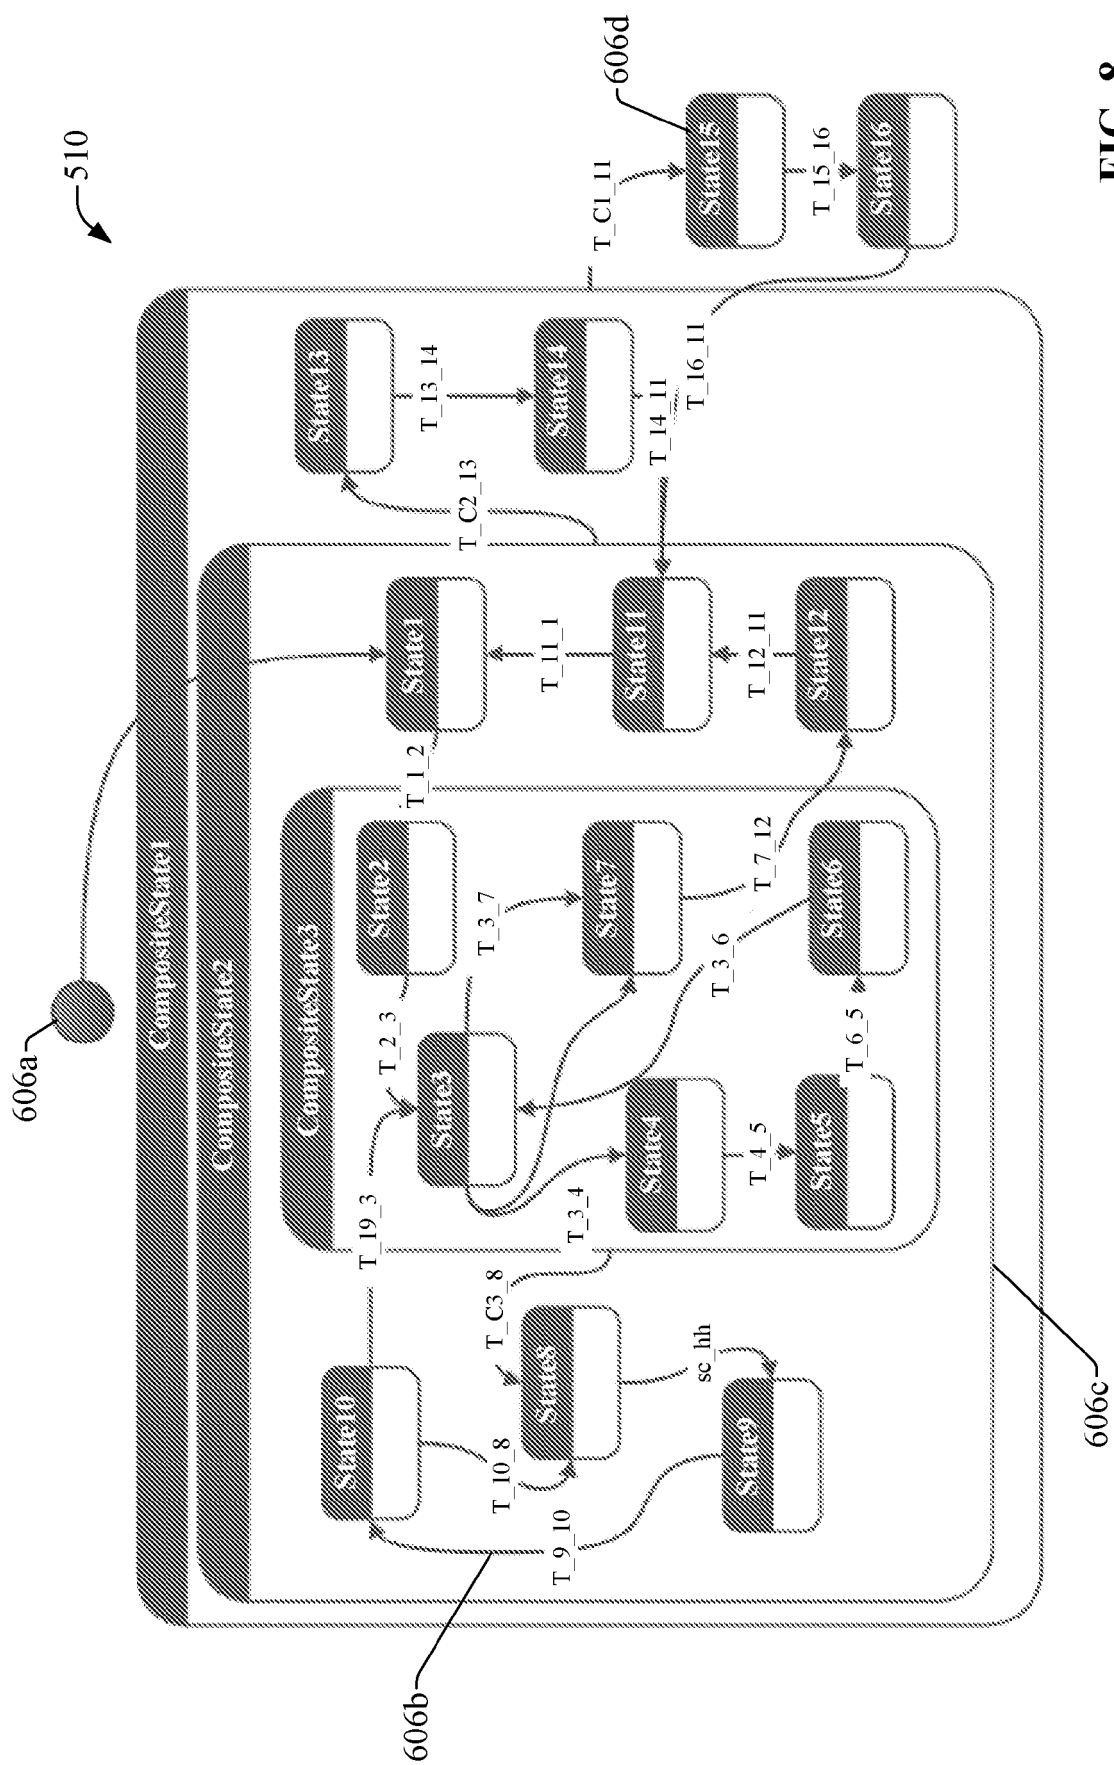 510
606a
606d
CompositeState1
CompositeState2
CompositeState3
State10
T_19_3
T_2_3
State2
T_1_2
State1
T_C2_13
State13
T_13_14
State14
T_C1_11
State15
T_15_16
State16
T_16_11
T_14_11
T_11_1
State11
T_12_11
State12
State3
T_3_7
State7
T_7_12
T_3_6
State6
T_6_5
T_3_4
State4
T_4_5
State5
T_C3_8
State8
T_10_8
sc_hh
State9
T_9_10
606b
606c